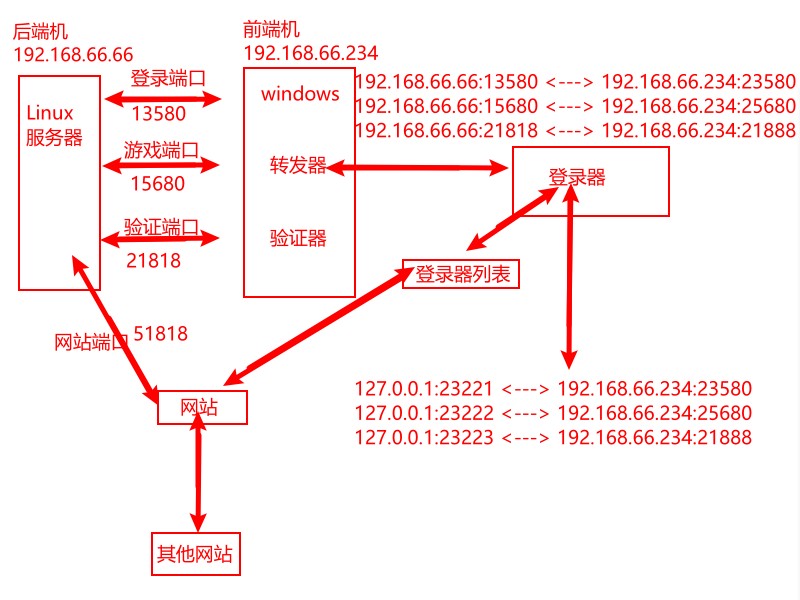 后端机
192.168.66.66
前端机
192.168.66.234
登录端口
13580
Linux
服务器
游戏端口
15680
验证端口
21818
windows
转发器
验证器
192.168.66.66:13580 <---> 192.168.66.234:23580
192.168.66.66:15680 <---> 192.168.66.234:25680
192.168.66.66:21818 <---> 192.168.66.234:21888
登录器
登录器列表
网站端口
51818
网站
127.0.0.1:23221 <---> 192.168.66.234:23580
127.0.0.1:23222 <---> 192.168.66.234:25680
127.0.0.1:23223 <---> 192.168.66.234:21888
其他网站